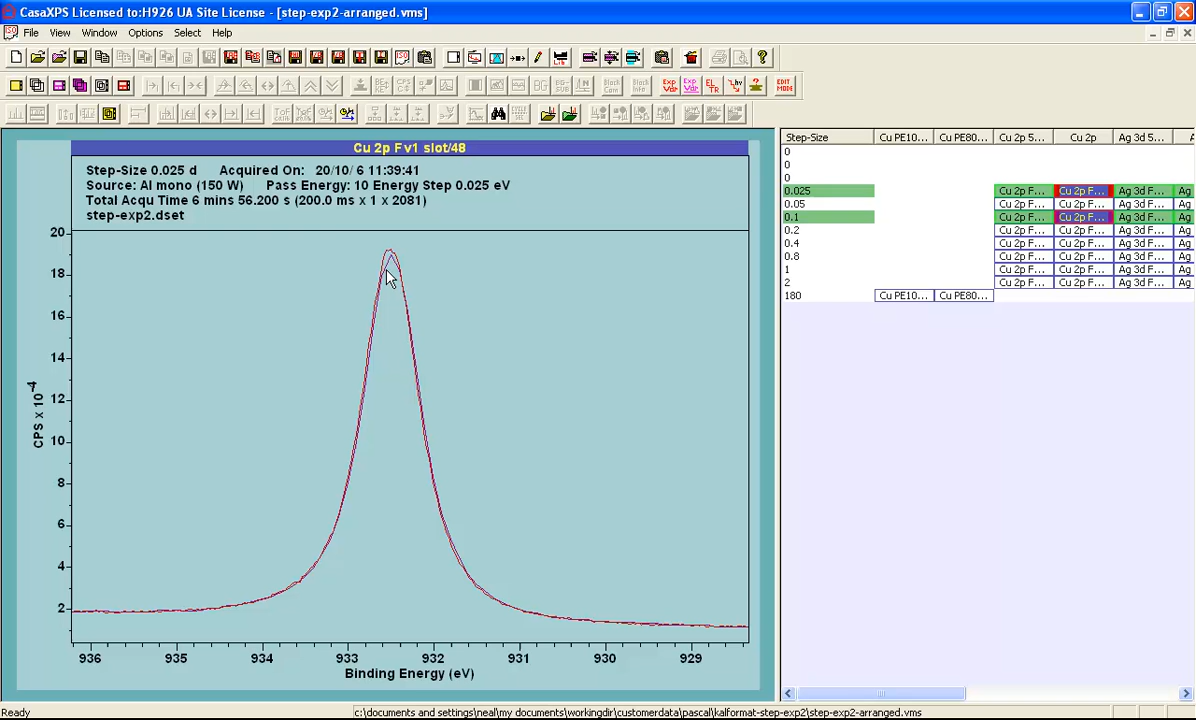 CasaXPS Licensed to:H926 UA Site License - [step-exp2-arranged.vms]
File View Window Options Select Help
Cu 2p Fv1 slot/48
Step-Size 0.025 d Acquired On: 20/10/ 6 11:39:41
Source: Al mono (150 W) Pass Energy: 10 Energy Step 0.025 eV
Total Acqu Time 6 mins 56.200 s (200.0 ms x 1 x 2081)
step-exp2.dset
20
18
16
14
12
10
8
6
4
2
CPS x 10⁻⁴
936 935 934 933 932 931 930 929
Binding Energy (eV)
Step-Size Cu PE10... Cu PE80... Cu 2p 5... Cu 2p Ag 3d 5... A
0
0
0
0.025 Cu 2p F... Cu 2p F... Ag 3d F... Ag
0.05 Cu 2p F... Cu 2p F... Ag 3d F... Ag
0.1 Cu 2p F... Cu 2p F... Ag 3d F... Ag
0.2 Cu 2p F... Cu 2p F... Ag 3d F... Ag
0.4 Cu 2p F... Cu 2p F... Ag 3d F... Ag
0.8 Cu 2p F... Cu 2p F... Ag 3d F... Ag
1 Cu 2p F... Cu 2p F... Ag 3d F... Ag
2 Cu 2p F... Cu 2p F... Ag 3d F... Ag
180 Cu PE10... Cu PE80...
Ready c:\documents and settings\neal\my documents\workingdir\customerdata\pascal\kalformat-step-exp2\step-exp2-arranged.vms